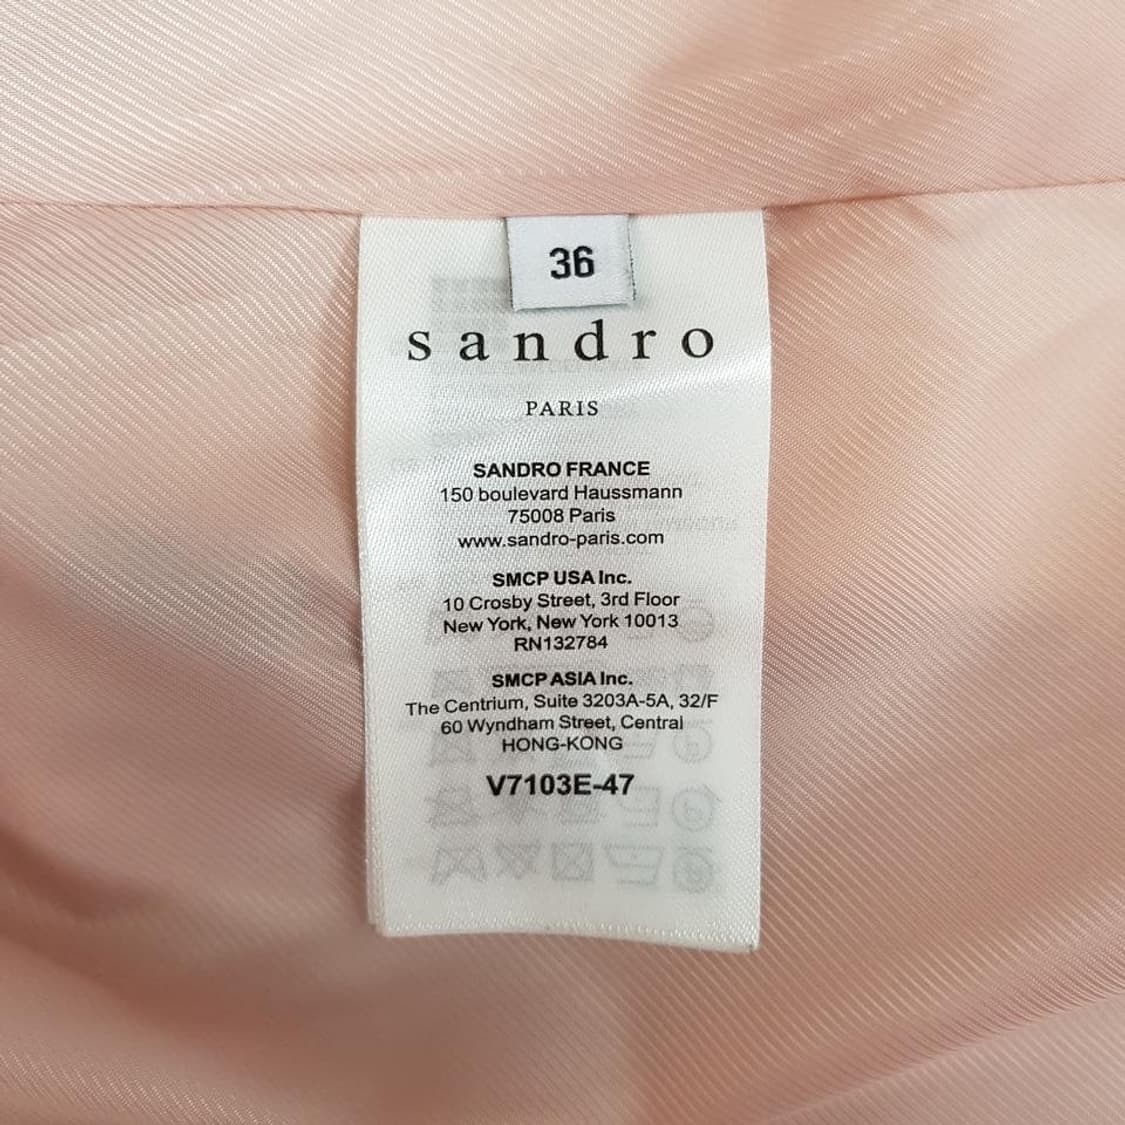 36
sandro
PARIS
SANDRO FRANCE
150 boulevard Haussmann
75008 Paris
www.sandro-paris.com
SMCP USA Inc.
10 Crosby Street, 3rd Floor
New York, New York 10013
RN132784
SMCP ASIA Inc.
The Centrium, Suite 3203A-5A, 32/F
60 Wyndham Street, Central
HONG-KONG
V7103E-47